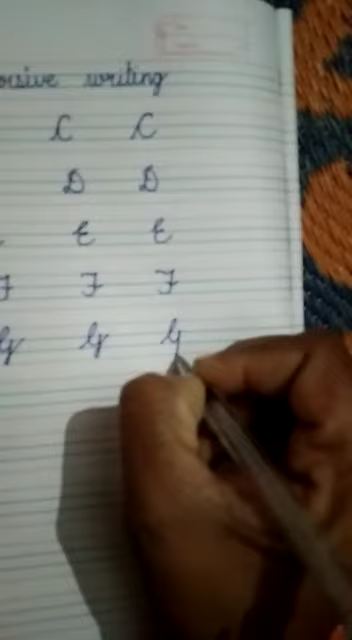 writing
C C
D D
E E
F F F
G G G